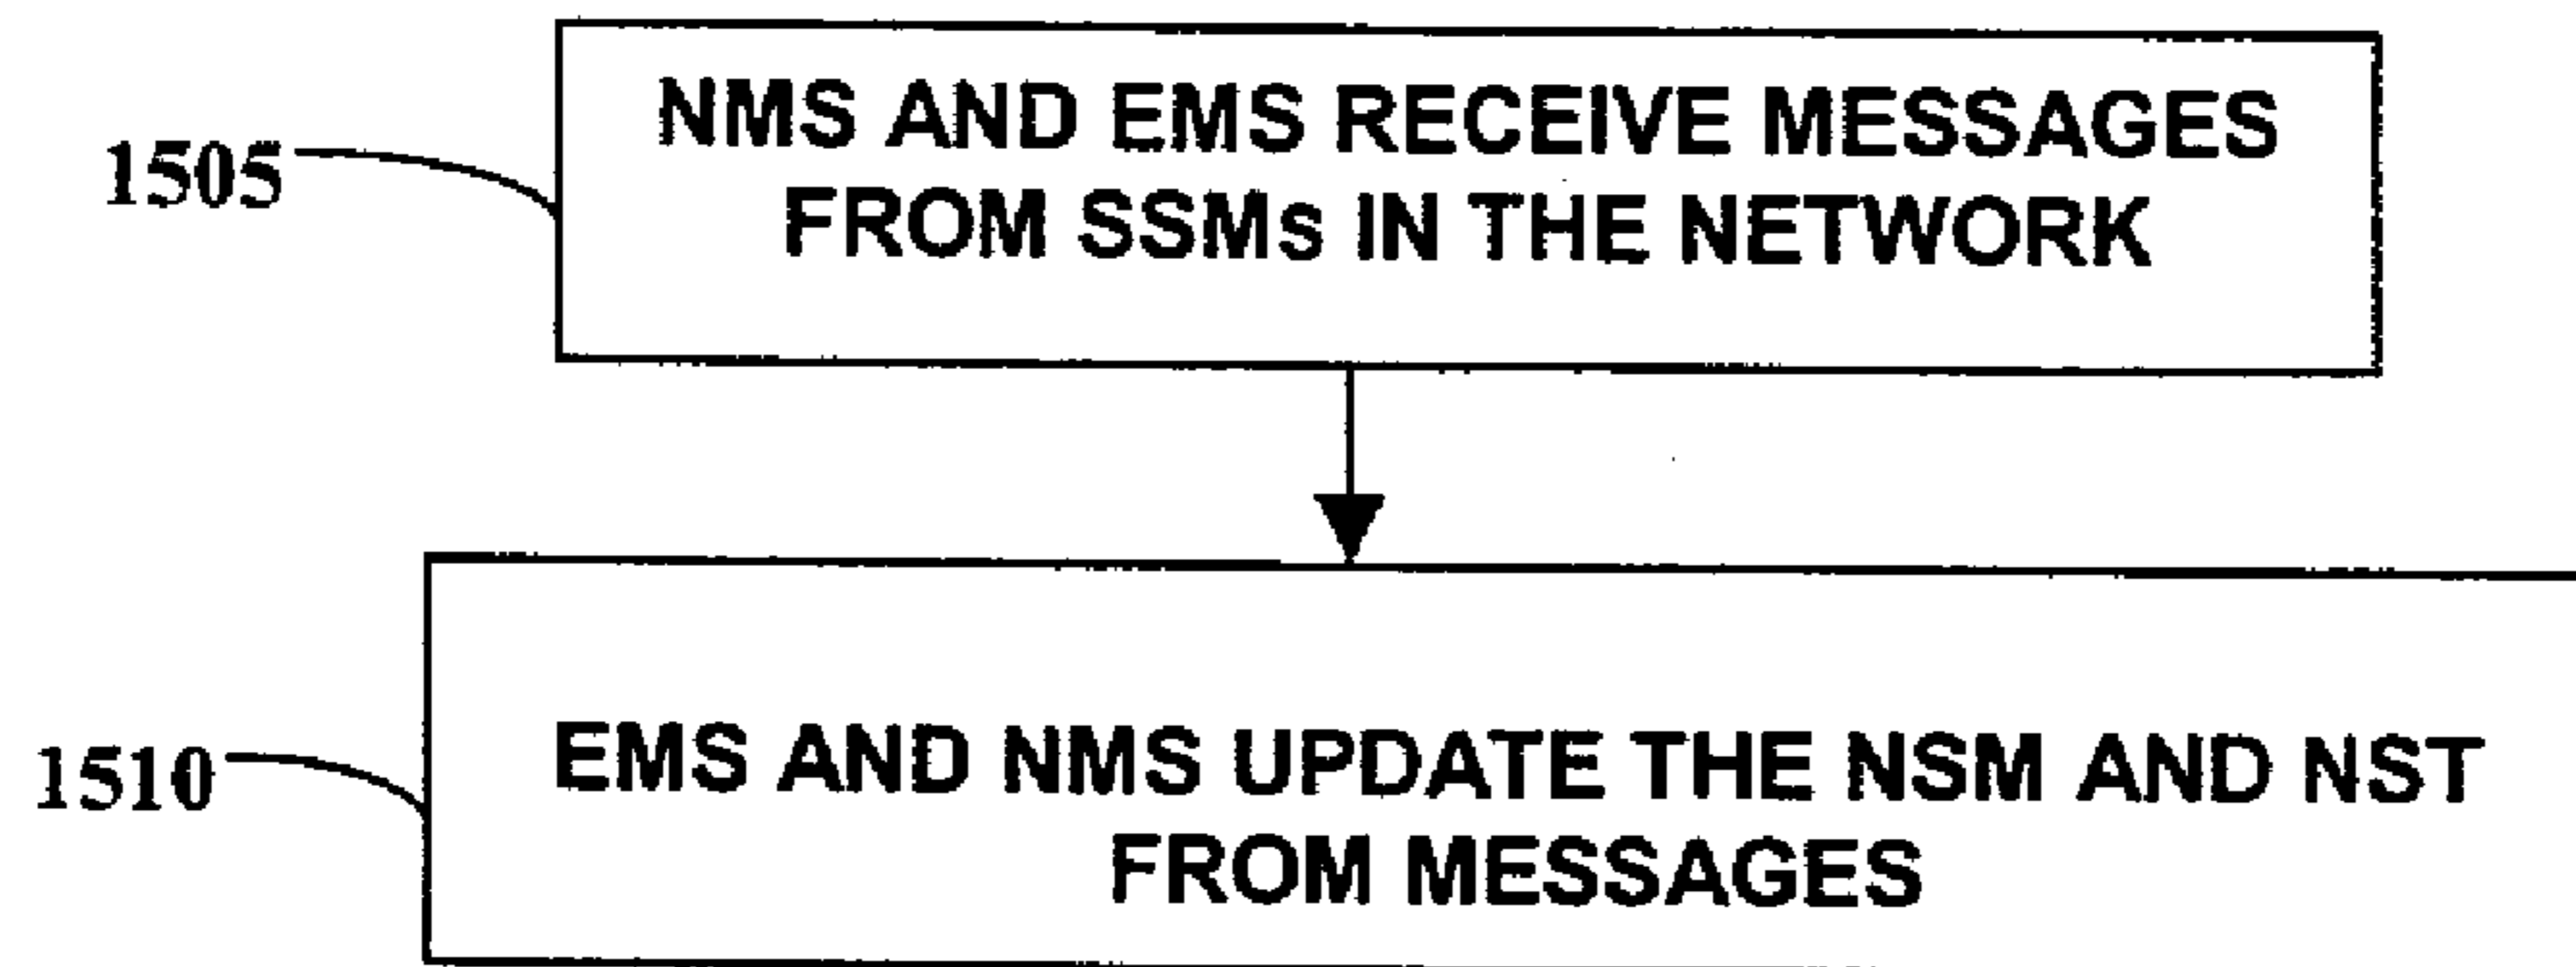 1505
NMS AND EMS RECEIVE MESSAGES
FROM SSMs IN THE NETWORK
1510
EMS AND NMS UPDATE THE NSM AND NST
FROM MESSAGES